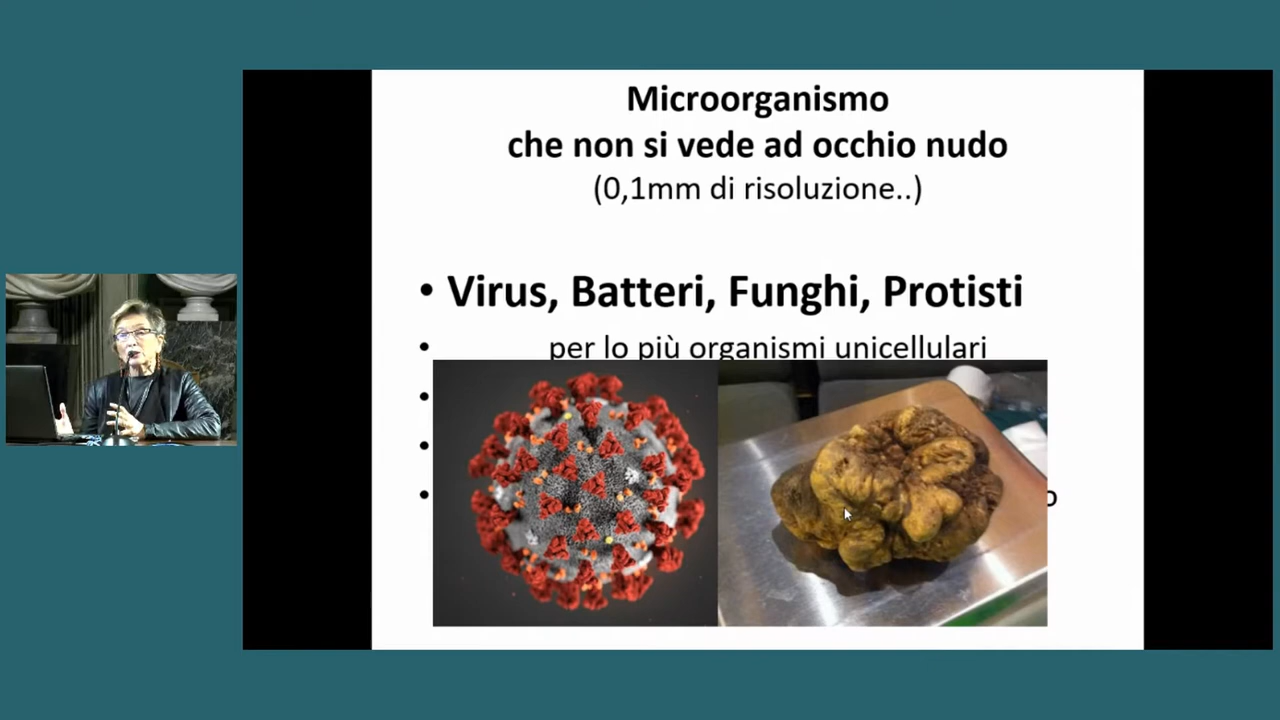 Microorganismo
che non si vede ad occhio nudo
(0,1mm di risoluzione..)
• Virus, Batteri, Funghi, Protisti
• per lo più organismi unicellulari
•
•
•